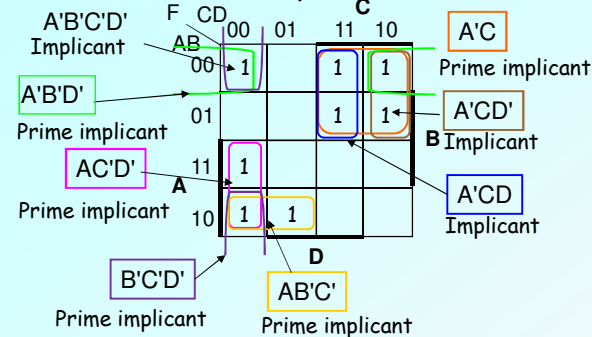 F CD C
A'B'C'D' 00 01 11 10
Implicant AB A'C
00 1 1 1 Prime implicant
A'B'D' 01 1 1 A'CD'
Prime implicant B Implicant
AC'D' A 11 1 A'CD
Prime implicant 10 1 1 Implicant
D
B'C'D' AB'C'
Prime implicant Prime implicant